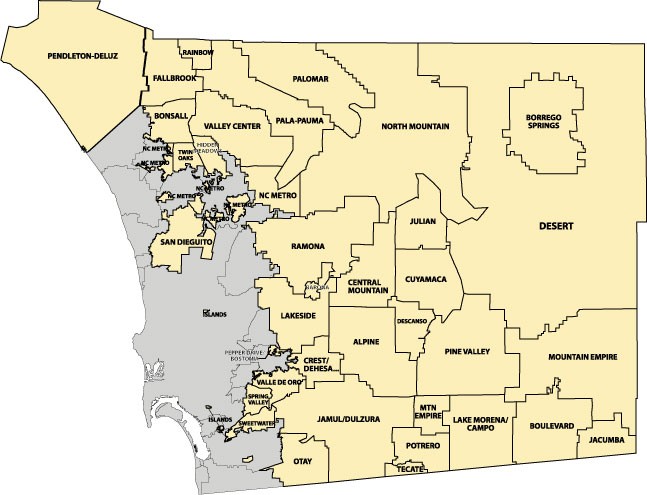 RAINBOW
PENDLETON-DELUZ
FALLBROOK
PALOMAR
BONSALL
VALLEY CENTER
PALA-PAUMA
NORTH MOUNTAIN
BORREGO
SPRINGS
NC METRO
NC METRO
TWIN
OAKS
HIDDEN
MEADOWS
NC METRO
NC METRO
NC METRO
NC METRO
NC METRO
SAN DIEGUITO
RAMONA
JULIAN
DESERT
BARONA
CENTRAL
MOUNTAIN
CUYAMACA
ISLANDS
LAKESIDE
ALPINE
DESCANSO
PINE VALLEY
MOUNTAIN EMPIRE
PEPPER DRIVE/
BOSTONIA
CREST/
DEHESA
VALLE DE ORO
SPRING
VALLEY
ISLANDS
SWEETWATER
JAMUL/DULZURA
MTN
EMPIRE
LAKE MORENA/
CAMPO
BOULEVARD
JACUMBA
OTAY
POTRERO
TECATE